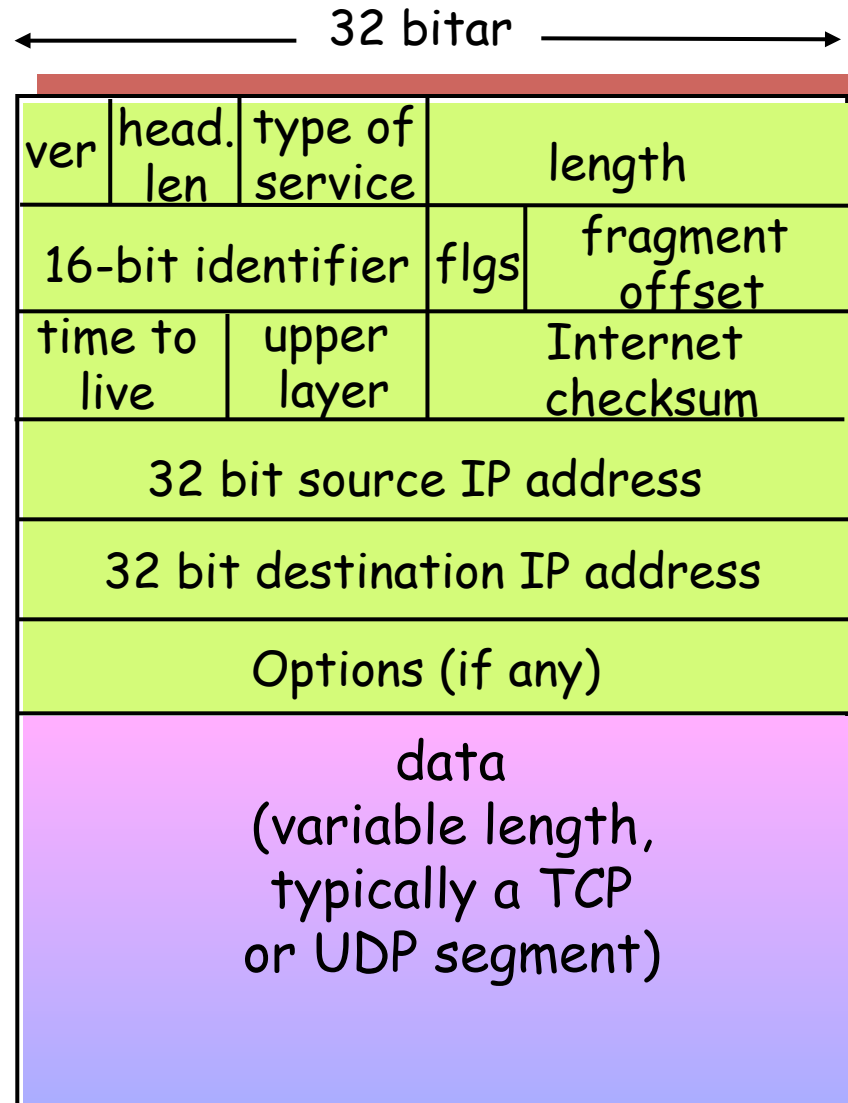 32 bitar
ver
head.
len
type of
service
length
16-bit identifier
flgs
fragment
offset
time to
live
upper
layer
Internet
checksum
32 bit source IP address
32 bit destination IP address
Options (if any)
data
(variable length,
typically a TCP
or UDP segment)